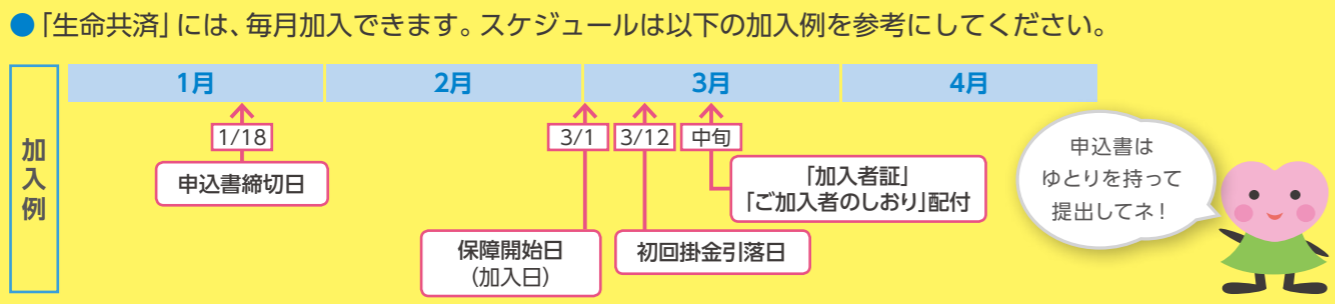 ●「生命共済」には、毎月加入できます。スケジュールは以下の加入例を参考にしてください。
加入例
1月 2月 3月 4月
1/18 3/1 3/12 中旬
申込書締切日
「加入者証」
「ご加入者のしおり」配付
保障開始日
（加入日）
初回掛金引落日
申込書は
ゆとりを持って
提出してネ！